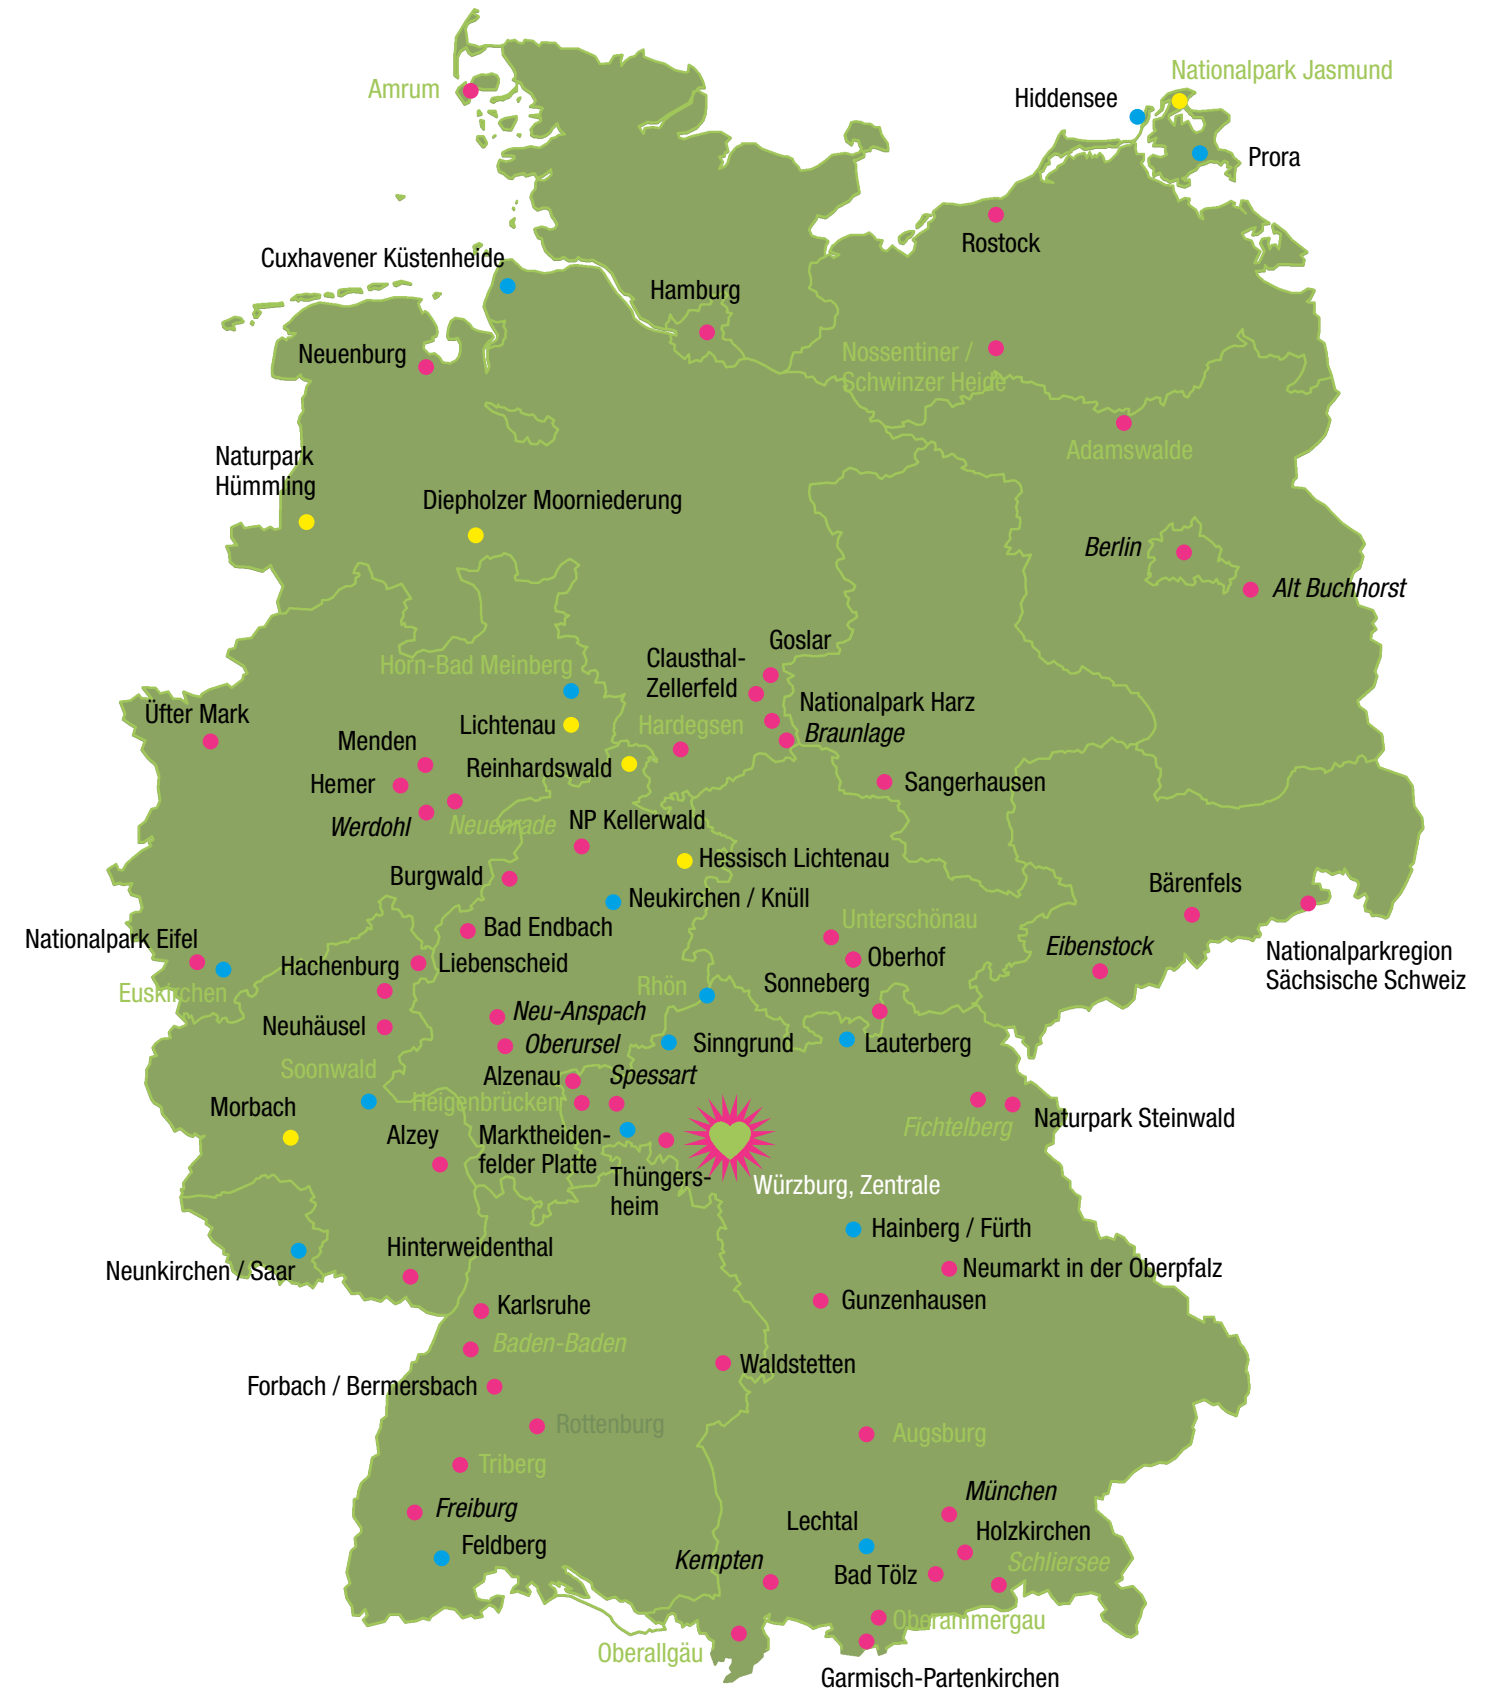 Nationalpark Jasmund
Amrum
Hiddensee
Prora
Rostock
Cuxhavener Küstenheide
Hamburg
Neuenburg
Nossentiner /
Schwinzer Heide
Adamswalde
Naturpark
Hümmling
Diepholzer Moorniederung
Berlin
Alt Buchhorst
Goslar
Clausthal-
Zellerfeld
Horn-Bad Meinberg
Nationalpark Harz
Üfter Mark
Lichtenau
Hardegsen
Braunlage
Menden
Reinhardswald
Hemer
Sangerhausen
Werdohl
Neuenrade
NP Kellerwald
Hessisch Lichtenau
Burgwald
Bärenfels
Neukirchen / Knüll
Unterschönau
Bad Endbach
Nationalpark Eifel
Eibenstock
Nationalparkregion
Sächsische Schweiz
Oberhof
Hachenburg
Liebenscheid
Sonneberg
Rhön
Euskirchen
Neu-Anspach
Neuhäusel
Oberursel
Sinngrund
Lauterberg
Soonwald
Alzenau
Spessart
Heigenbrücken
Morbach
Naturpark Steinwald
Fichtelberg
Alzey
Marktheiden-
felder Platte
Thüngers-
heim
Würzburg, Zentrale
Hainberg / Fürth
Hinterweidenthal
Neunkirchen / Saar
Neumarkt in der Oberpfalz
Karlsruhe
Gunzenhausen
Baden-Baden
Waldstetten
Forbach / Bermersbach
Rottenburg
Augsburg
Triberg
München
Freiburg
Lechtal
Holzkirchen
Feldberg
Kempten
Schliersee
Bad Tölz
Oberammergau
Oberallgäu
Garmisch-Partenkirchen